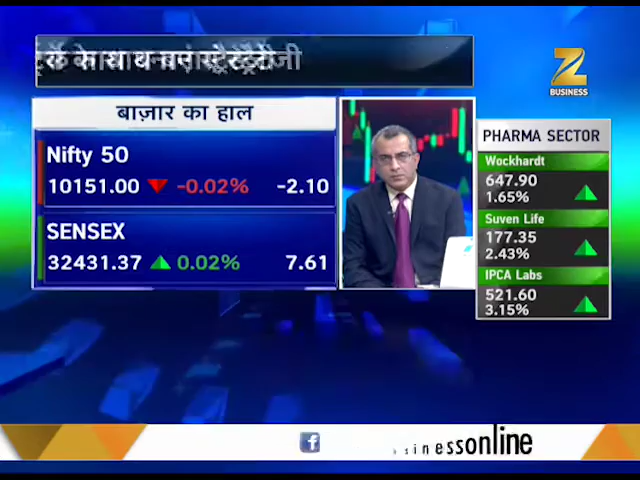 Z
BUSINESS
बाज़ार का हाल
Nifty 50
10151.00 ▼ -0.02% -2.10
SENSEX
32431.37 ▲ 0.02% 7.61
PHARMA SECTOR
Wockhardt
647.90
1.65%
Suven Life
177.35
2.43%
IPCA Labs
521.60
3.15%
f
inessonline